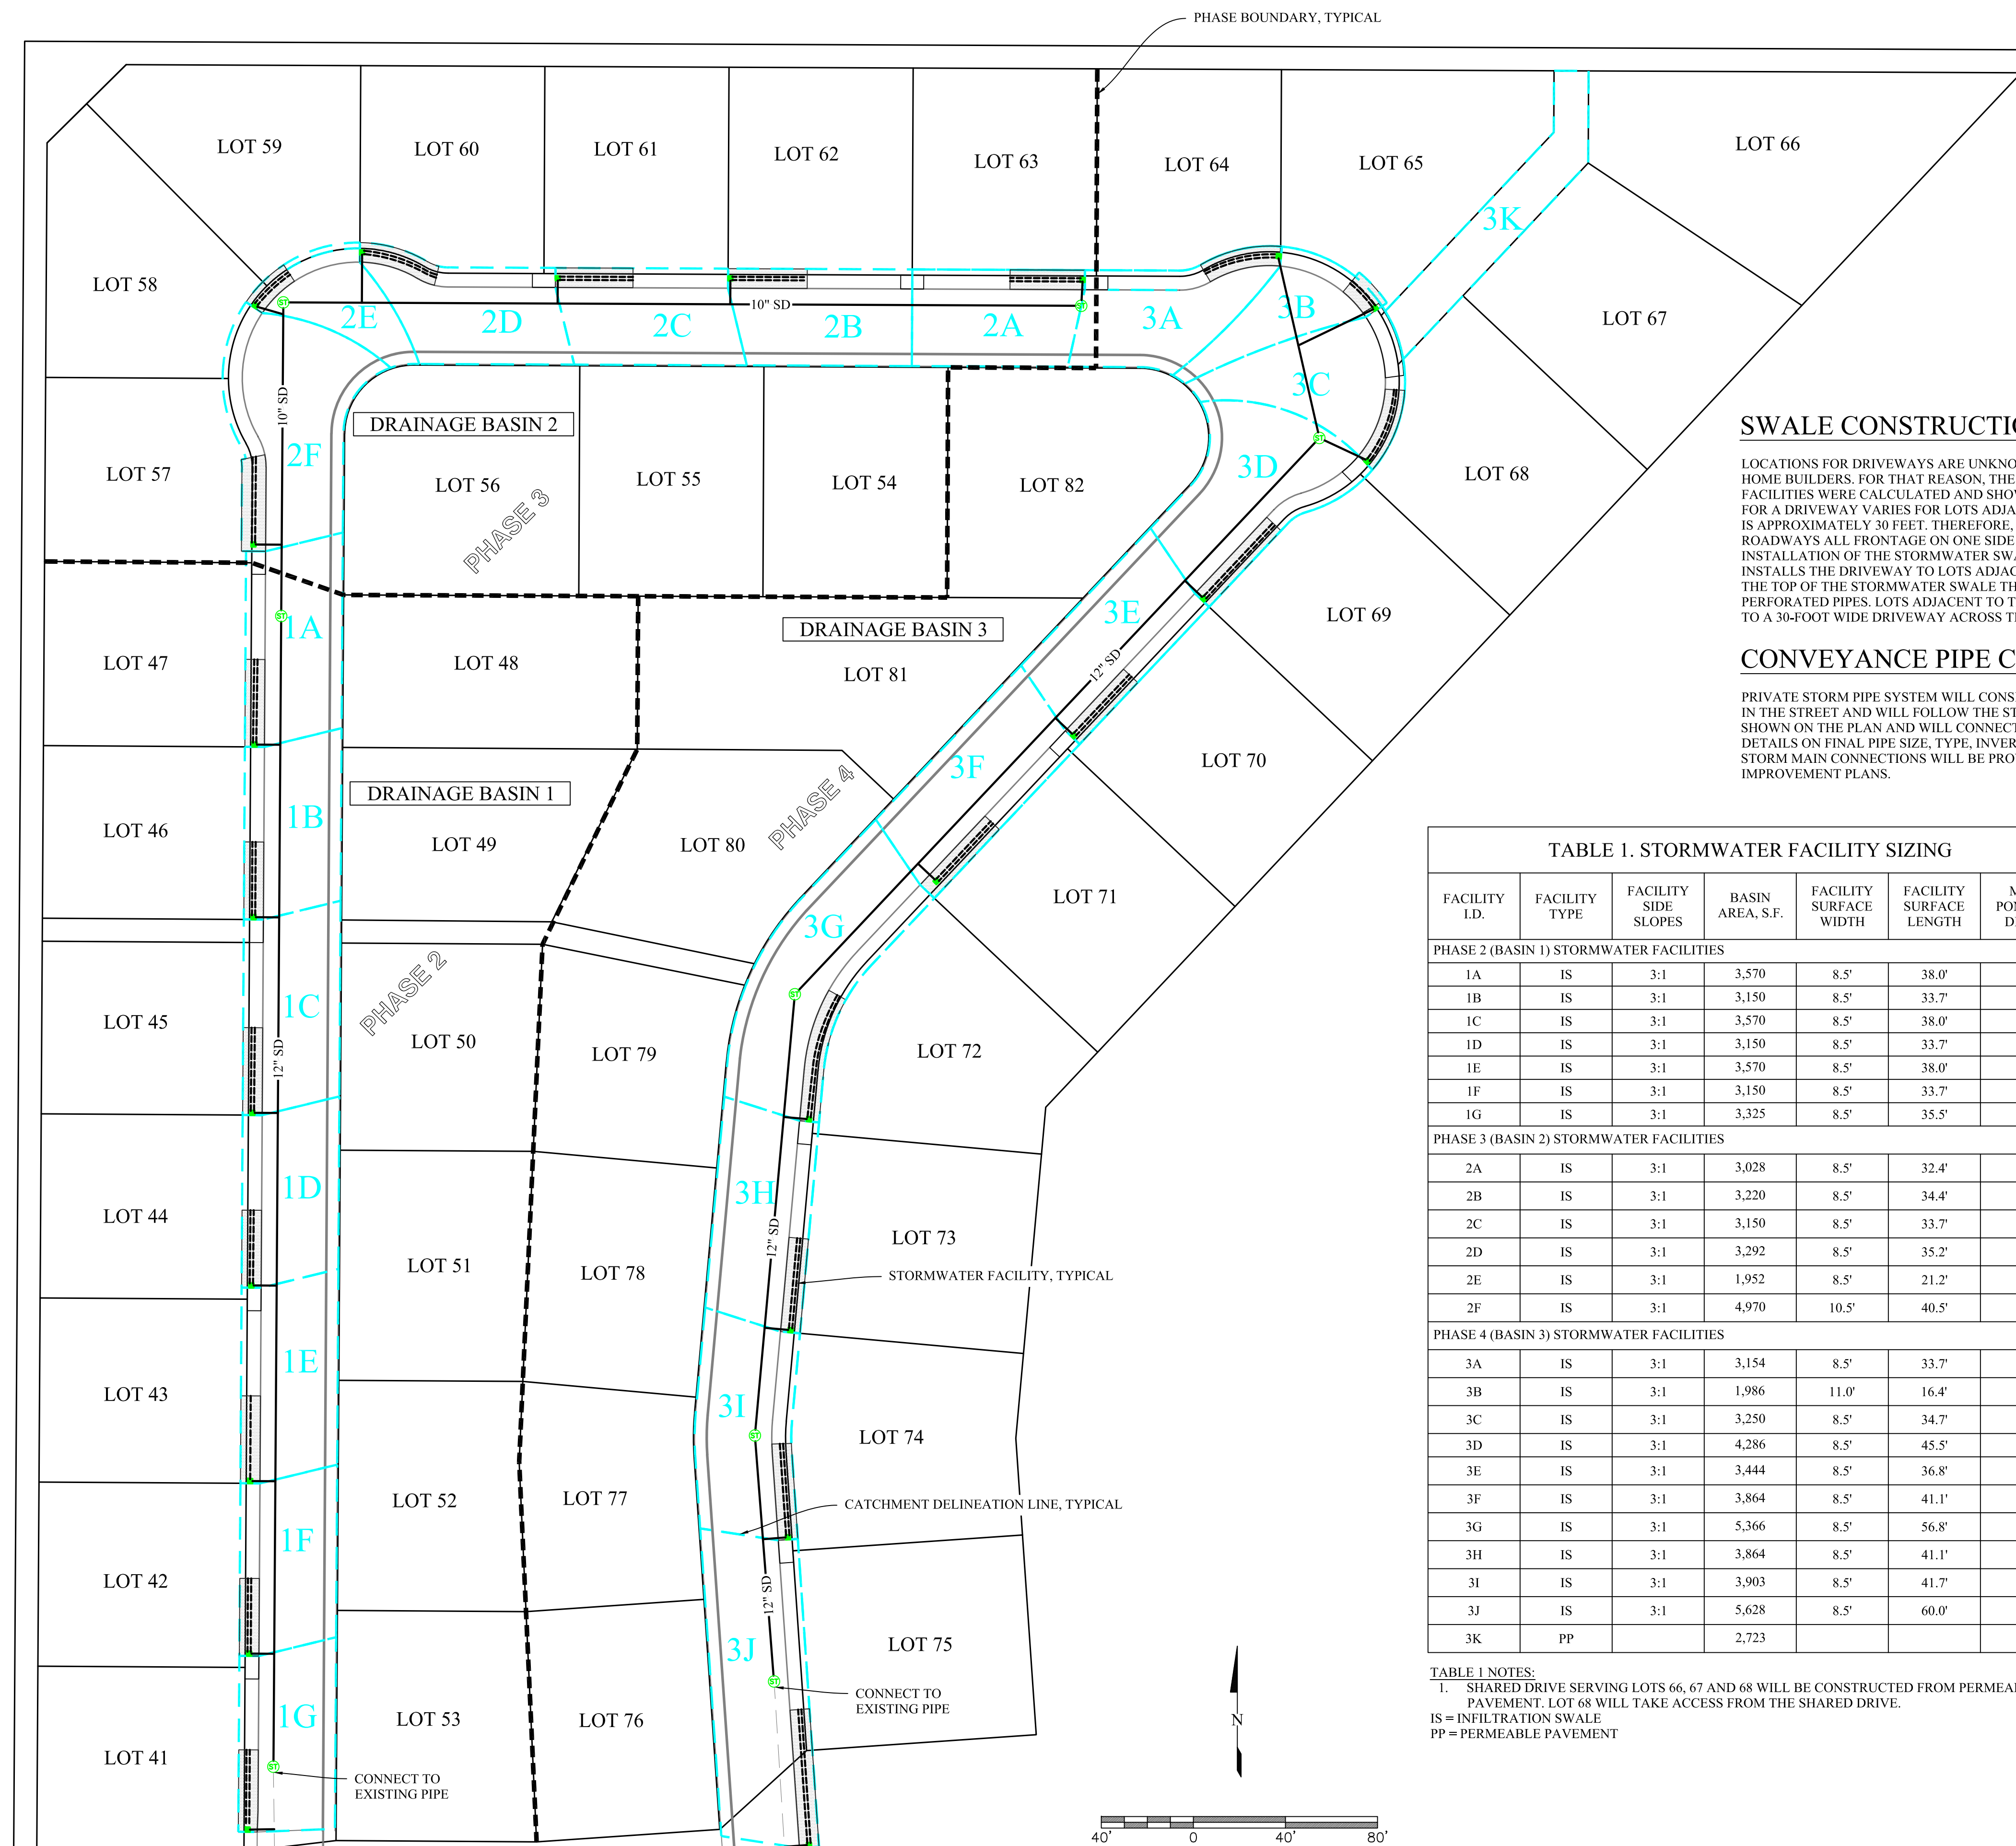 PHASE BOUNDARY, TYPICAL
LOT 59
LOT 60
LOT 61
LOT 62
LOT 63
LOT 64
LOT 65
LOT 66
3K
LOT 58
LOT 67
2E
2D
2C
10" SD
2B
2A
3A
3B
3C
10" SD
DRAINAGE BASIN 2
2F
LOT 57
LOT 56
LOT 55
LOT 54
LOT 82
3D
LOT 68
PHASE 3
1A
DRAINAGE BASIN 3
3E
LOT 69
LOT 47
LOT 48
LOT 81
12" SD
3F
LOT 70
DRAINAGE BASIN 1
1B
LOT 46
LOT 49
LOT 80
PHASE 4
LOT 71
3G
PHASE 2
1C
LOT 45
LOT 50
LOT 79
LOT 72
12" SD
1D
3H
LOT 44
LOT 51
LOT 78
12" SD
LOT 73
STORMWATER FACILITY, TYPICAL
1E
LOT 43
3I
LOT 74
LOT 52
LOT 77
CATCHMENT DELINEATION LINE, TYPICAL
1F
LOT 42
12" SD
3J
LOT 75
CONNECT TO
EXISTING PIPE
1G
LOT 53
LOT 76
LOT 41
CONNECT TO
EXISTING PIPE
ST
ST
ST
ST
ST
ST
ST
ST
N
40' 0 40' 80'
SWALE CONSTRUCTIO
LOCATIONS FOR DRIVEWAYS ARE UNKNO
HOME BUILDERS. FOR THAT REASON, THE
FACILITIES WERE CALCULATED AND SHO
FOR A DRIVEWAY VARIES FOR LOTS ADJA
IS APPROXIMATELY 30 FEET. THEREFORE,
ROADWAYS ALL FRONTAGE ON ONE SIDE
INSTALLATION OF THE STORMWATER SWA
INSTALLS THE DRIVEWAY TO LOTS ADJAC
THE TOP OF THE STORMWATER SWALE TH
PERFORATED PIPES. LOTS ADJACENT TO T
TO A 30-FOOT WIDE DRIVEWAY ACROSS T
CONVEYANCE PIPE C
PRIVATE STORM PIPE SYSTEM WILL CONS
IN THE STREET AND WILL FOLLOW THE ST
SHOWN ON THE PLAN AND WILL CONNECT
DETAILS ON FINAL PIPE SIZE, TYPE, INVER
STORM MAIN CONNECTIONS WILL BE PRO
IMPROVEMENT PLANS.
TABLE 1. STORMWATER FACILITY SIZING
FACILITY I.D. FACILITY TYPE FACILITY SIDE SLOPES BASIN AREA, S.F. FACILITY SURFACE WIDTH FACILITY SURFACE LENGTH
PHASE 2 (BASIN 1) STORMWATER FACILITIES
1A IS 3:1 3,570 8.5' 38.0'
1B IS 3:1 3,150 8.5' 33.7'
1C IS 3:1 3,570 8.5' 38.0'
1D IS 3:1 3,150 8.5' 33.7'
1E IS 3:1 3,570 8.5' 38.0'
1F IS 3:1 3,150 8.5' 33.7'
1G IS 3:1 3,325 8.5' 35.5'
PHASE 3 (BASIN 2) STORMWATER FACILITIES
2A IS 3:1 3,028 8.5' 32.4'
2B IS 3:1 3,220 8.5' 34.4'
2C IS 3:1 3,150 8.5' 33.7'
2D IS 3:1 3,292 8.5' 35.2'
2E IS 3:1 1,952 8.5' 21.2'
2F IS 3:1 4,970 10.5' 40.5'
PHASE 4 (BASIN 3) STORMWATER FACILITIES
3A IS 3:1 3,154 8.5' 33.7'
3B IS 3:1 1,986 11.0' 16.4'
3C IS 3:1 3,250 8.5' 34.7'
3D IS 3:1 4,286 8.5' 45.5'
3E IS 3:1 3,444 8.5' 36.8'
3F IS 3:1 3,864 8.5' 41.1'
3G IS 3:1 5,366 8.5' 56.8'
3H IS 3:1 3,864 8.5' 41.1'
3I IS 3:1 3,903 8.5' 41.7'
3J IS 3:1 5,628 8.5' 60.0'
3K PP 2,723
TABLE 1 NOTES:
1. SHARED DRIVE SERVING LOTS 66, 67 AND 68 WILL BE CONSTRUCTED FROM PERMEA
PAVEMENT. LOT 68 WILL TAKE ACCESS FROM THE SHARED DRIVE.
IS = INFILTRATION SWALE
PP = PERMEABLE PAVEMENT